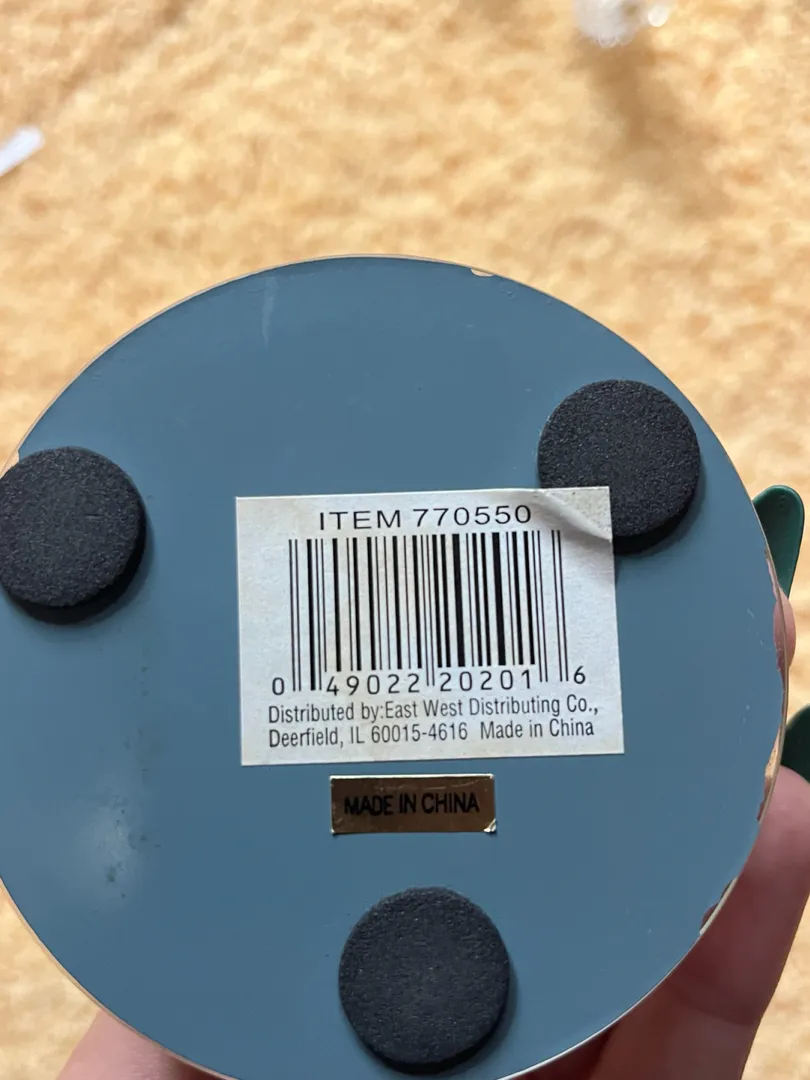 ITEM 770550
0 49022 20201 6
Distributed by:East West Distributing Co.,
Deerfield, IL 60015-4616 Made in China
MADE IN CHINA